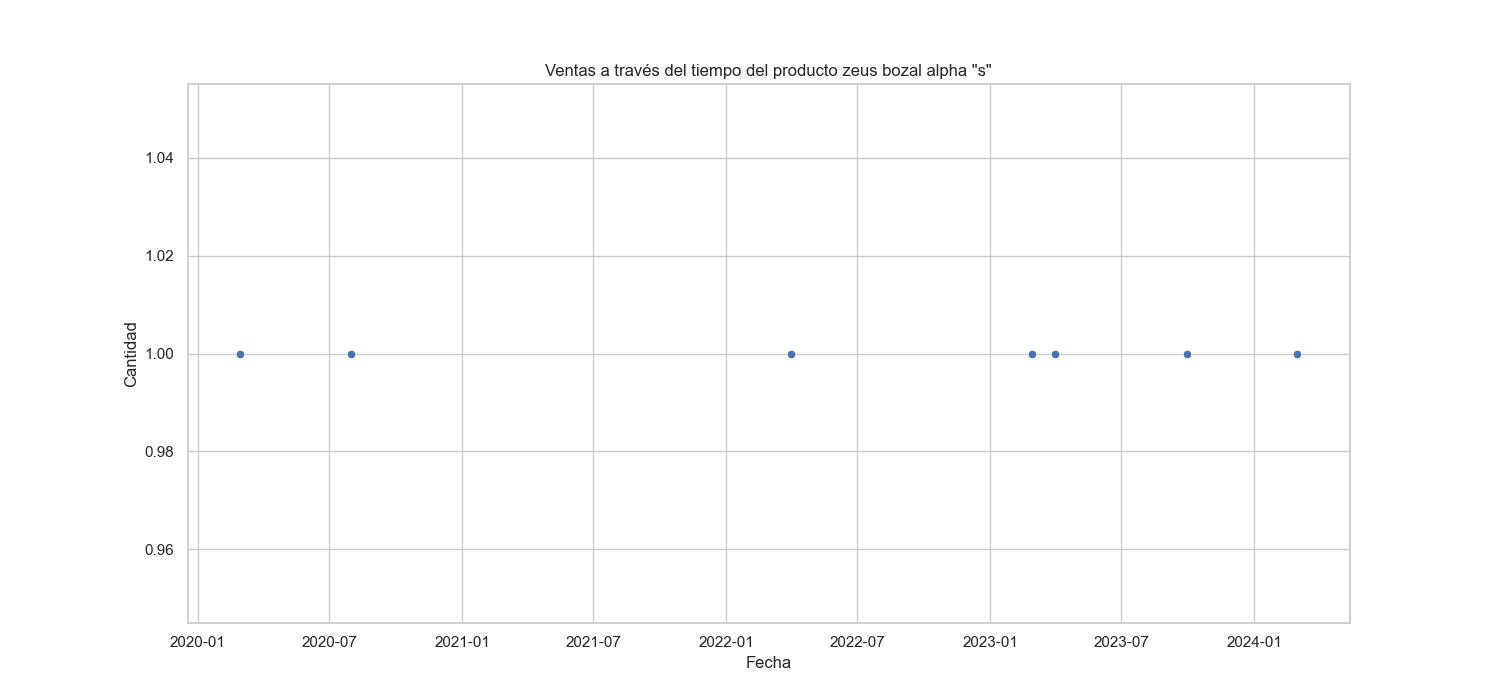 Ventas a través del tiempo del producto zeus bozal alpha "s"
1.04
1.02
1.00
0.98
0.96
Cantidad
2020-01 2020-07 2021-01 2021-07 2022-01 2022-07 2023-01 2023-07 2024-01
Fecha